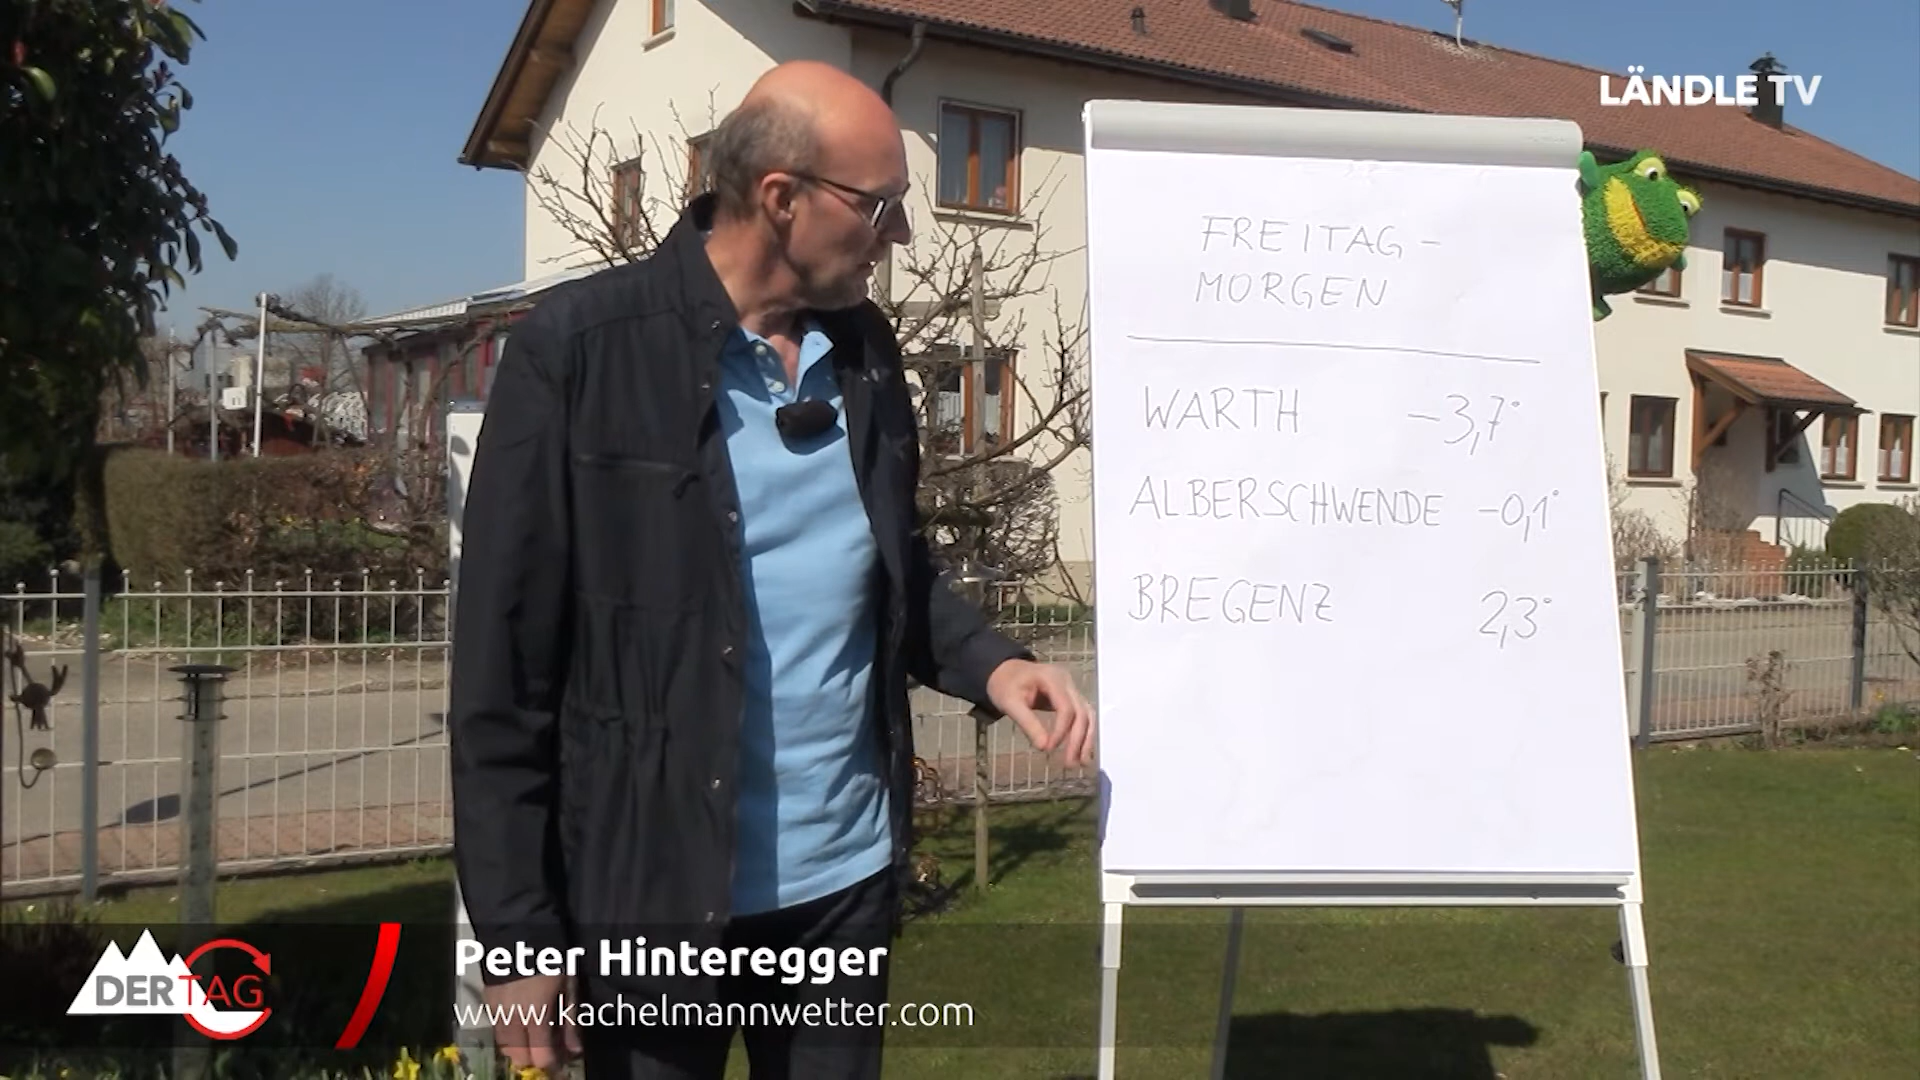 LÄNDLE TV
FREITAG -
MORGEN
WARTH -3,7°
ALBERSCHWENDE -0,1°
BREGENZ 2,3°
DER TAG
Peter Hinteregger
www.kachelmannwetter.com